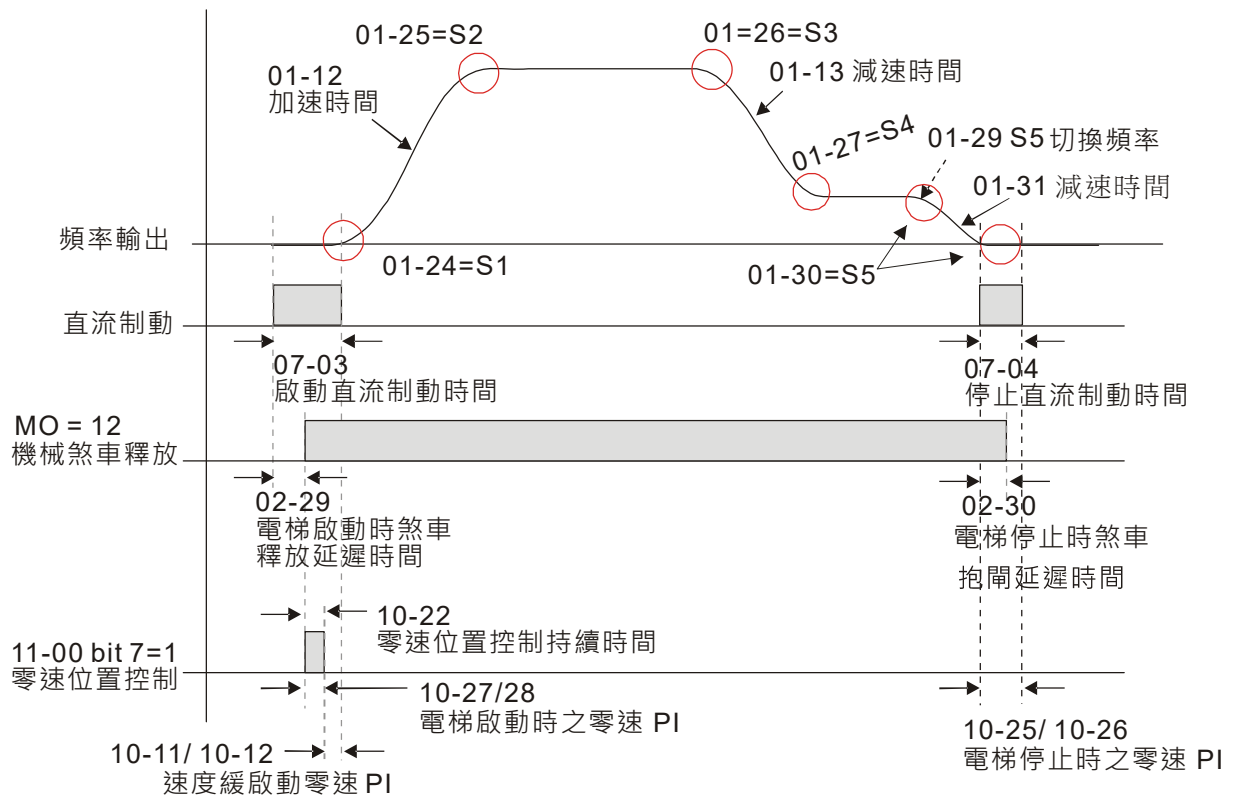 01-25=S2
01=26=S3
01-12
加速時間
01-13 減速時間
01-27=S4
01-29 S5切換頻率
01-31 減速時間
頻率輸出
01-24=S1
01-30=S5
直流制動
07-03
啟動直流制動時間
07-04
停止直流制動時間
MO = 12
機械煞車釋放
02-29
電梯啟動時煞車
釋放延遲時間
02-30
電梯停止時煞車
抱閘延遲時間
10-22
零速位置控制持續時間
11-00 bit 7=1
零速位置控制
10-27/28
電梯啟動時之零速 PI
10-25/ 10-26
電梯停止時之零速 PI
10-11/ 10-12
速度緩啟動零速 PI